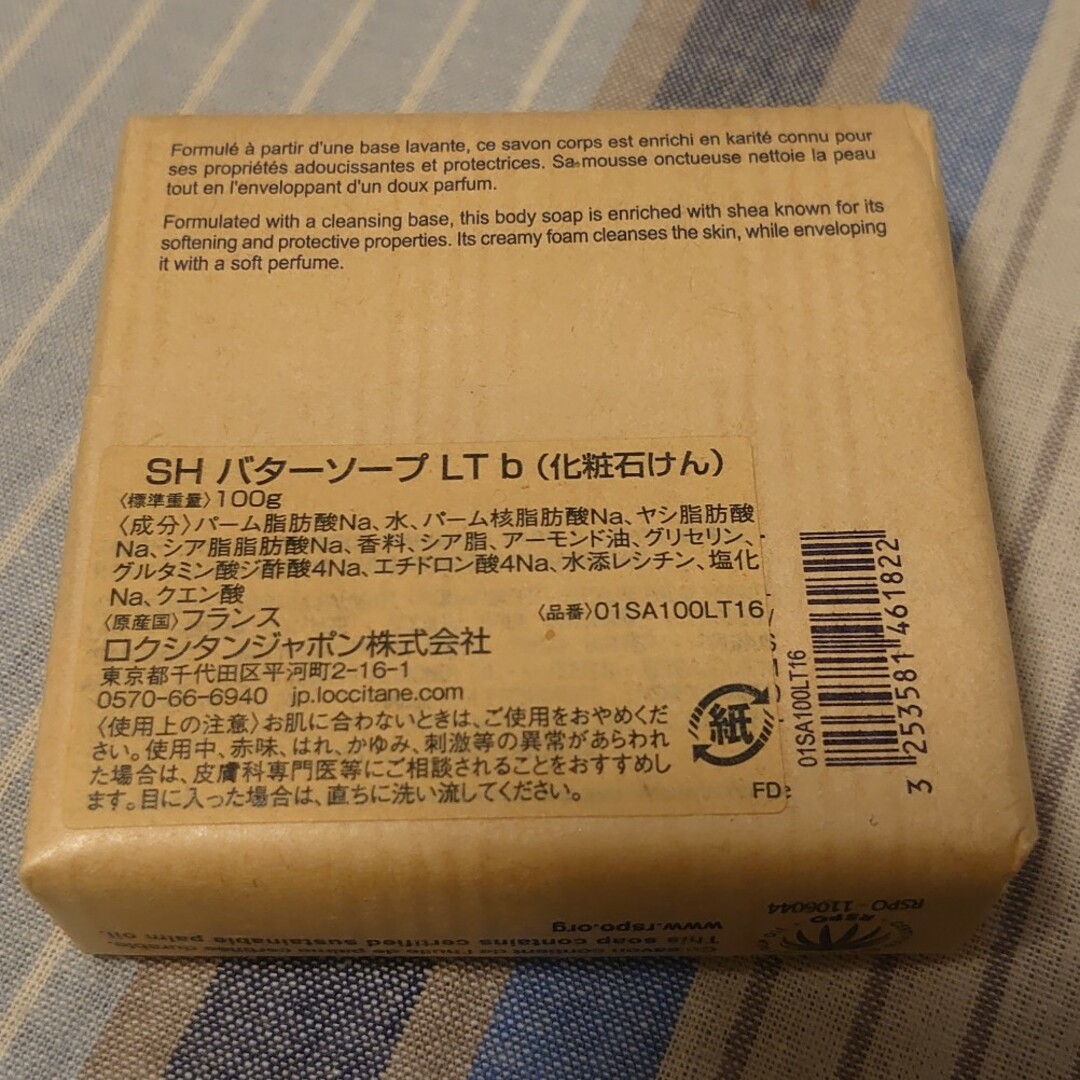 Formulé à partir d'une base lavante, ce savon corps est enrichi en karité connu pour
ses propriétés adoucissantes et protectrices. Sa mousse onctueuse nettoie la peau
tout en l'enveloppant d'un doux parfum.
Formulated with a cleansing base, this body soap is enriched with shea known for its
softening and protective properties. Its creamy foam cleanses the skin, while enveloping
it with a soft perfume.
SH バターソープ LT b (化粧石けん)
〈標準重量〉100g
〈成分〉パーム脂肪酸Na、水、パーム核脂肪酸Na、ヤシ脂肪酸
Na、シア脂脂肪酸Na、香料、シア脂、アーモンド油、グリセリン、
グルタミン酸ジ酢酸4Na、エチドロン酸4Na、水添レシチン、塩化
Na、クエン酸
〈原産国〉フランス 〈品番〉01SA100LT16
ロクシタンジャポン株式会社
東京都千代田区平河町2-16-1
0570-66-6940 jp.loccitane.com
〈使用上の注意〉お肌に合わないときは、ご使用をおやめくだ
さい。使用中、赤味、はれ、かゆみ、刺激等の異常があらわれ
た場合は、皮膚科専門医等にご相談されることをおすすめし
ます。目に入った場合は、直ちに洗い流してください。
紙
FD
01SA100LT16
3 253581 461822
RSPO
RSPO - 1106044
www.rspo.org
This soap contains certified sustainable palm oil.